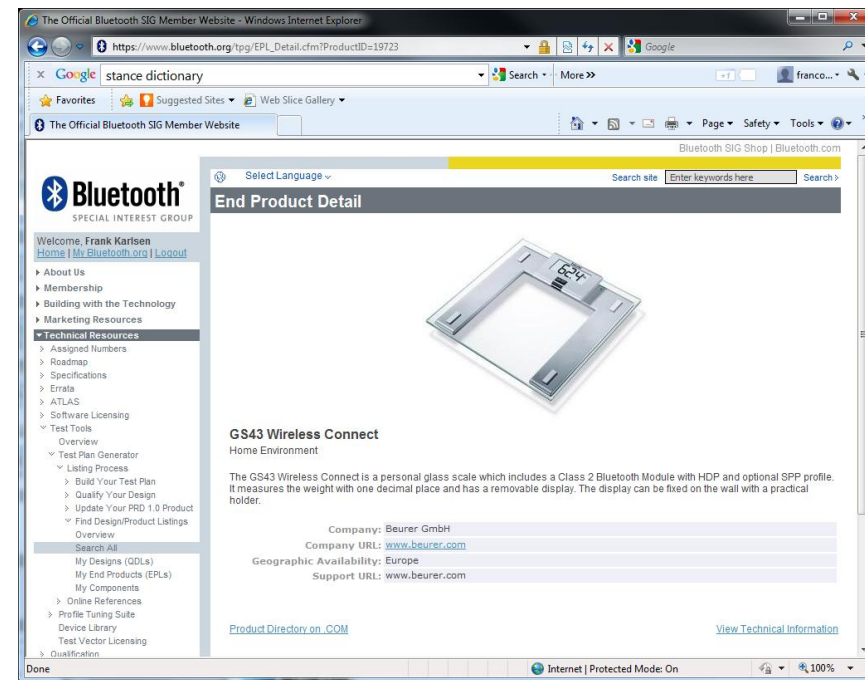 The Official Bluetooth SIG Member Website - Windows Internet Explorer
https://www.bluetooth.org/tpg/EPL_Detail.cfm?ProductID=19723
Google
x Google stance dictionary Search More >> +1 franco...
Favorites Suggested Sites Web Slice Gallery
The Official Bluetooth SIG Member Website Page Safety Tools
Bluetooth SIG Shop | Bluetooth.com
Select Language Search site Enter keywords here Search
Bluetooth®
SPECIAL INTEREST GROUP
End Product Detail
Welcome, Frank Karlsen
Home | My Bluetooth.org | Logout
About Us
Membership
Building with the Technology
Marketing Resources
Technical Resources
Assigned Numbers
Roadmap
Specifications
Errata
ATLAS
Software Licensing
Test Tools
Overview
Test Plan Generator
Listing Process
Build Your Test Plan
Qualify Your Design
Update Your PRD 1.0 Product
Find Design/Product Listings
Overview
Search All
My Designs (QDLs)
My End Products (EPLs)
My Components
Online References
Profile Tuning Suite
Device Library
Test Vector Licensing
Qualification
624
GS43 Wireless Connect
Home Environment
The GS43 Wireless Connect is a personal glass scale which includes a Class 2 Bluetooth Module with HDP and optional SPP profile.
It measures the weight with one decimal place and has a removable display. The display can be fixed on the wall with a practical
holder.
Company: Beurer GmbH
Company URL: www.beurer.com
Geographic Availability: Europe
Support URL: www.beurer.com
Product Directory on .COM View Technical Information
Done Internet | Protected Mode: On 100%